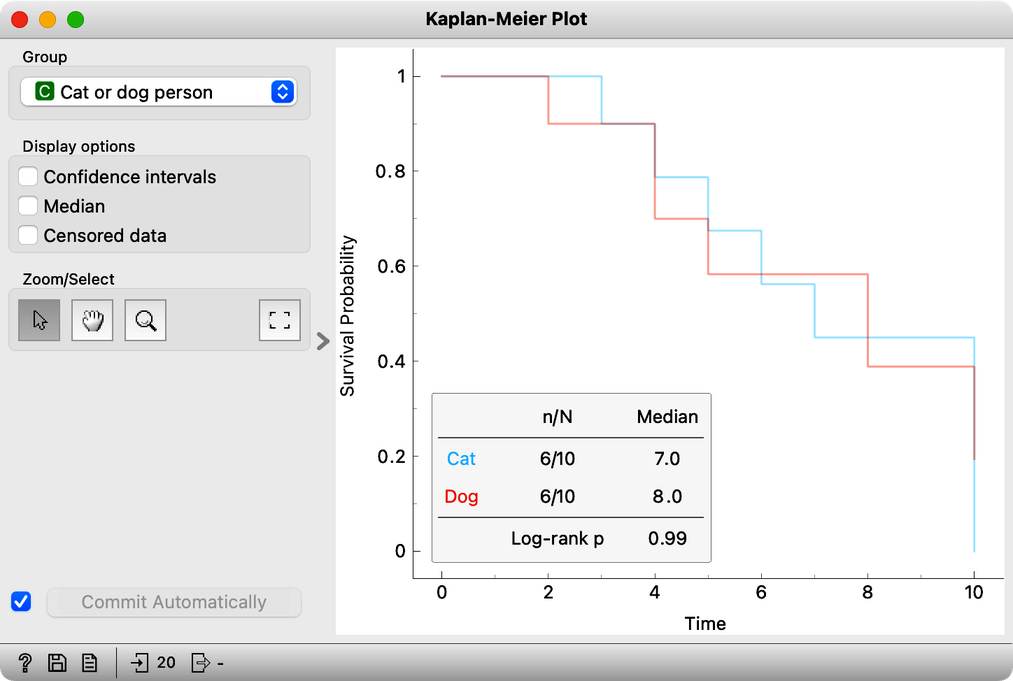 Kaplan-Meier Plot
Group
C Cat or dog person
Display options
Confidence intervals
Median
Censored data
Zoom/Select
Commit Automatically
? 20 -
Survival Probability
1
0.8
0.6
0.4
0.2
0
n/N Median
Cat 6/10 7.0
Dog 6/10 8.0
Log-rank p 0.99
0 2 4 6 8 10
Time